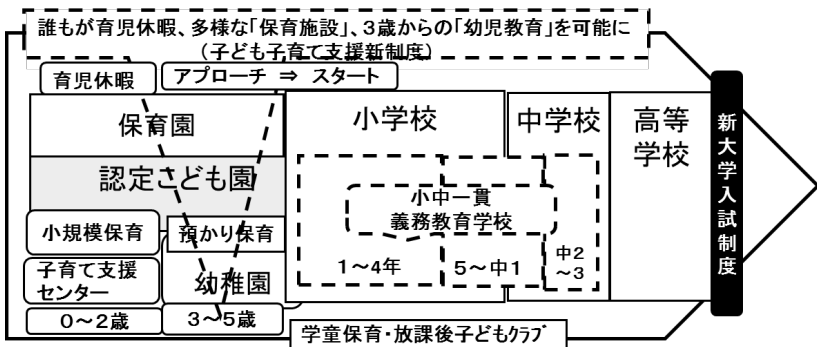 誰もが育児休暇、多様な「保育施設」、３歳からの「幼児教育」を可能に
（子ども子育て支援新制度）
育児休暇
アプローチ ⇒ スタート
保育園
小学校
中学校
高等
学校
新大学入試制度
認定こども園
小中一貫
義務教育学校
小規模保育
預かり保育
子育て支援
センター
幼稚園
１～４年
５～中１
中２
～３
０～２歳
３～５歳
学童保育・放課後子どもｸﾗﾌﾞ